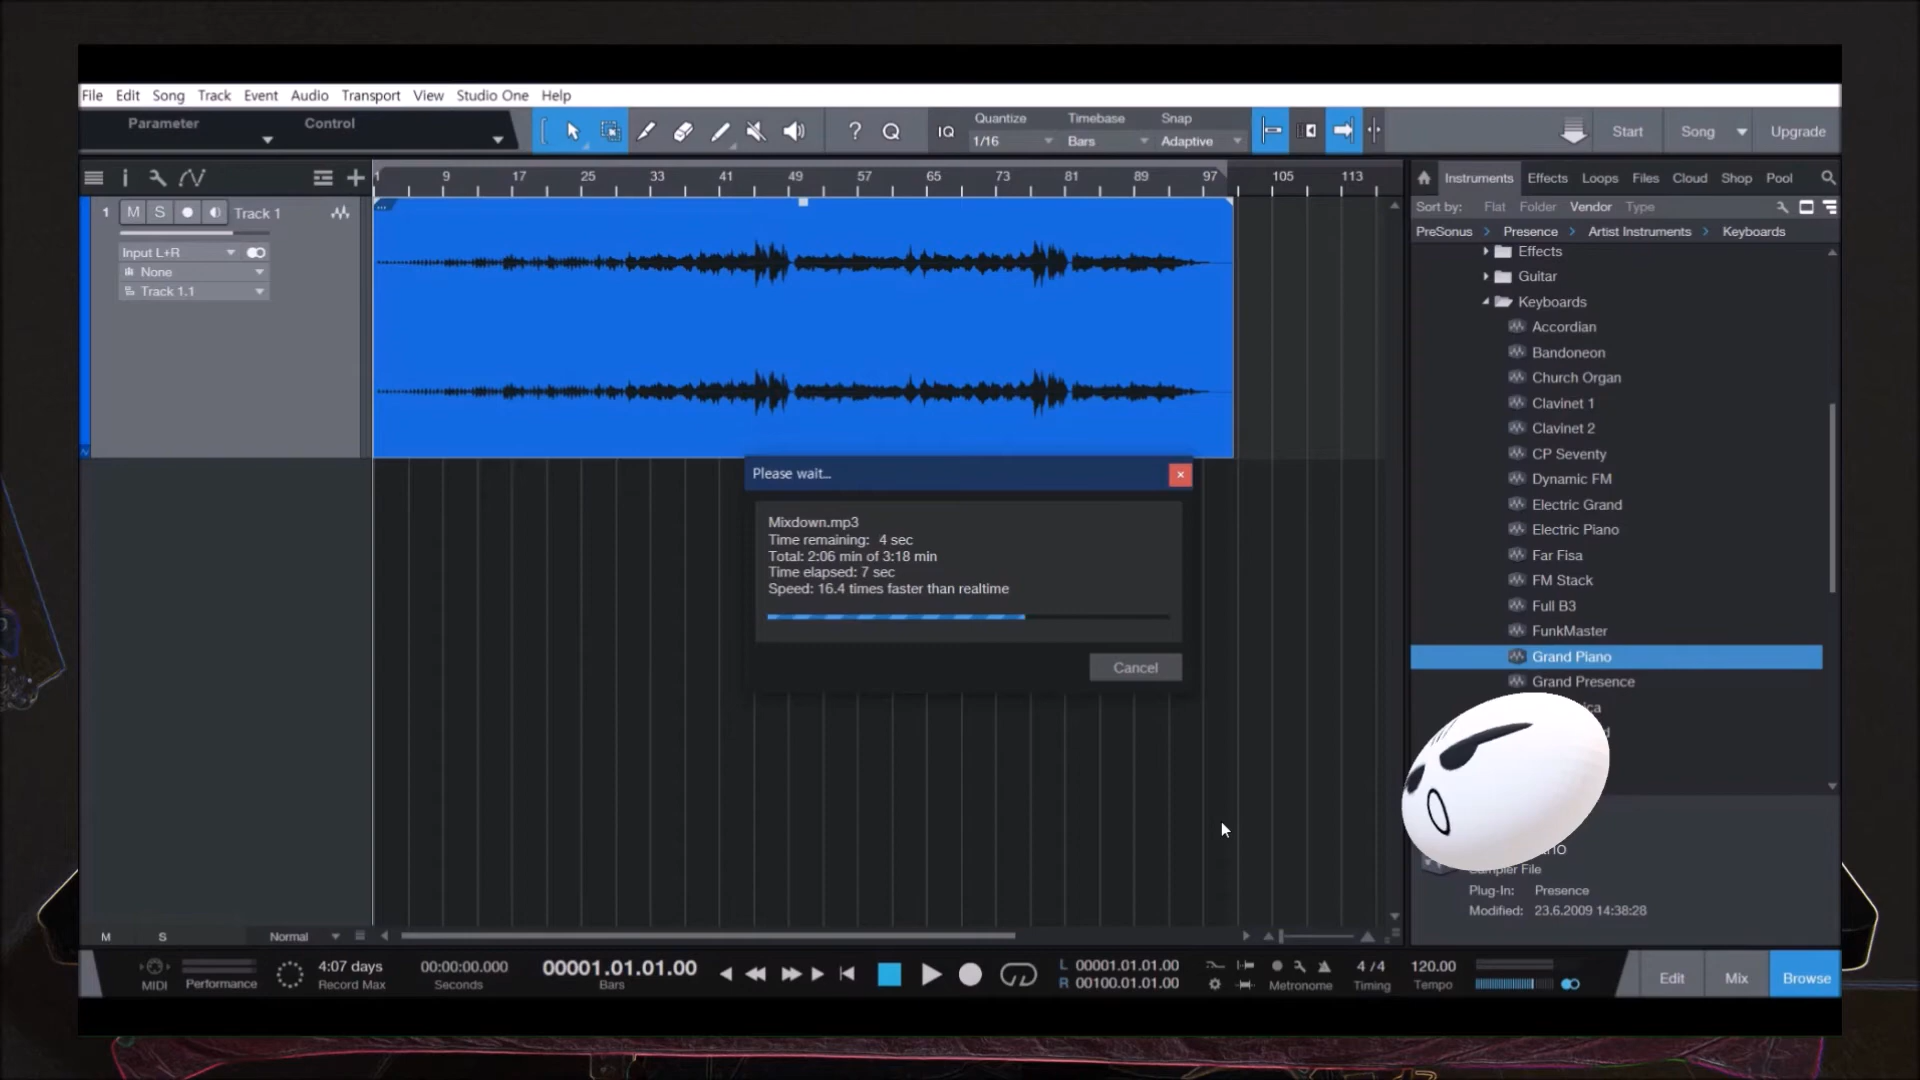 File Edit Song Track Event Audio Transport View Studio One Help
Parameter Control
Quantize Timebase Snap
IQ 1/16 Bars Adaptive
Start Song Upgrade
1 9 17 25 33 41 49 57 65 73 81 89 97 105 113
Instruments Effects Loops Files Cloud Shop Pool
Sort by: Flat Folder Vendor Type
PreSonus > Presence > Artist Instruments > Keyboards
1 M S Track 1
Input L+R
None
Track 1.1
Effects
Guitar
Keyboards
Accordian
Bandoneon
Church Organ
Clavinet 1
Clavinet 2
CP Seventy
Dynamic FM
Electric Grand
Electric Piano
Far Fisa
FM Stack
Full B3
FunkMaster
Grand Piano
Grand Presence
Please wait...
Mixdown.mp3
Time remaining: 4 sec
Total: 2:06 min of 3:18 min
Time elapsed: 7 sec
Speed: 16.4 times faster than realtime
Cancel
Sampler File
Plug-In: Presence
Modified: 23.6.2009 14:38:28
M S Normal
MIDI Performance
4:07 days
Record Max
00:00:00.000
Seconds
00001.01.01.00
Bars
L 00001.01.01.00
R 00100.01.01.00
Metronome
4 / 4
Timing
120.00
Tempo
Edit Mix Browse